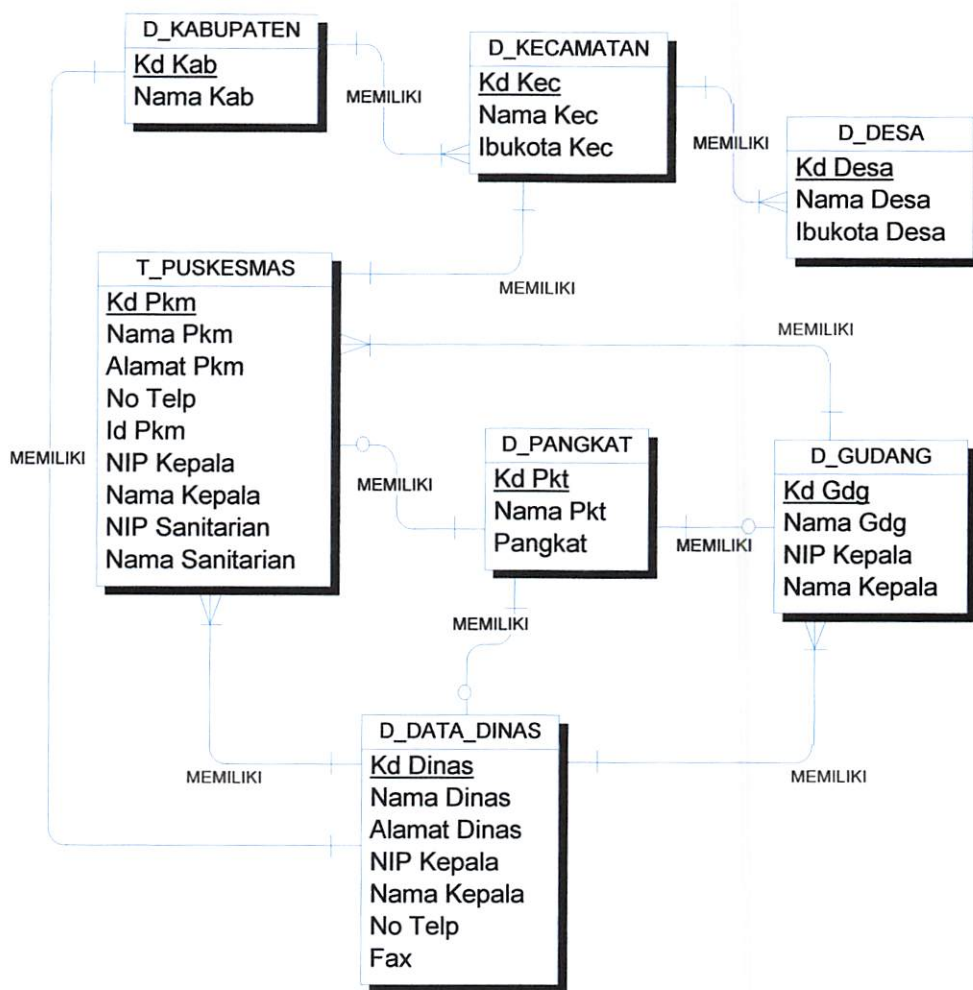 D_KABUPATEN
Kd Kab
Nama Kab
MEMILIKI
D_KECAMATAN
Kd Kec
Nama Kec
Ibukota Kec
MEMILIKI
D_DESA
Kd Desa
Nama Desa
Ibukota Desa
MEMILIKI
T_PUSKESMAS
Kd Pkm
Nama Pkm
Alamat Pkm
No Telp
Id Pkm
NIP Kepala
Nama Kepala
NIP Sanitarian
Nama Sanitarian
MEMILIKI
MEMILIKI
MEMILIKI
D_PANGKAT
Kd Pkt
Nama Pkt
Pangkat
MEMILIKI
D_GUDANG
Kd Gdg
Nama Gdg
NIP Kepala
Nama Kepala
MEMILIKI
MEMILIKI
D_DATA_DINAS
Kd Dinas
Nama Dinas
Alamat Dinas
NIP Kepala
Nama Kepala
No Telp
Fax
MEMILIKI